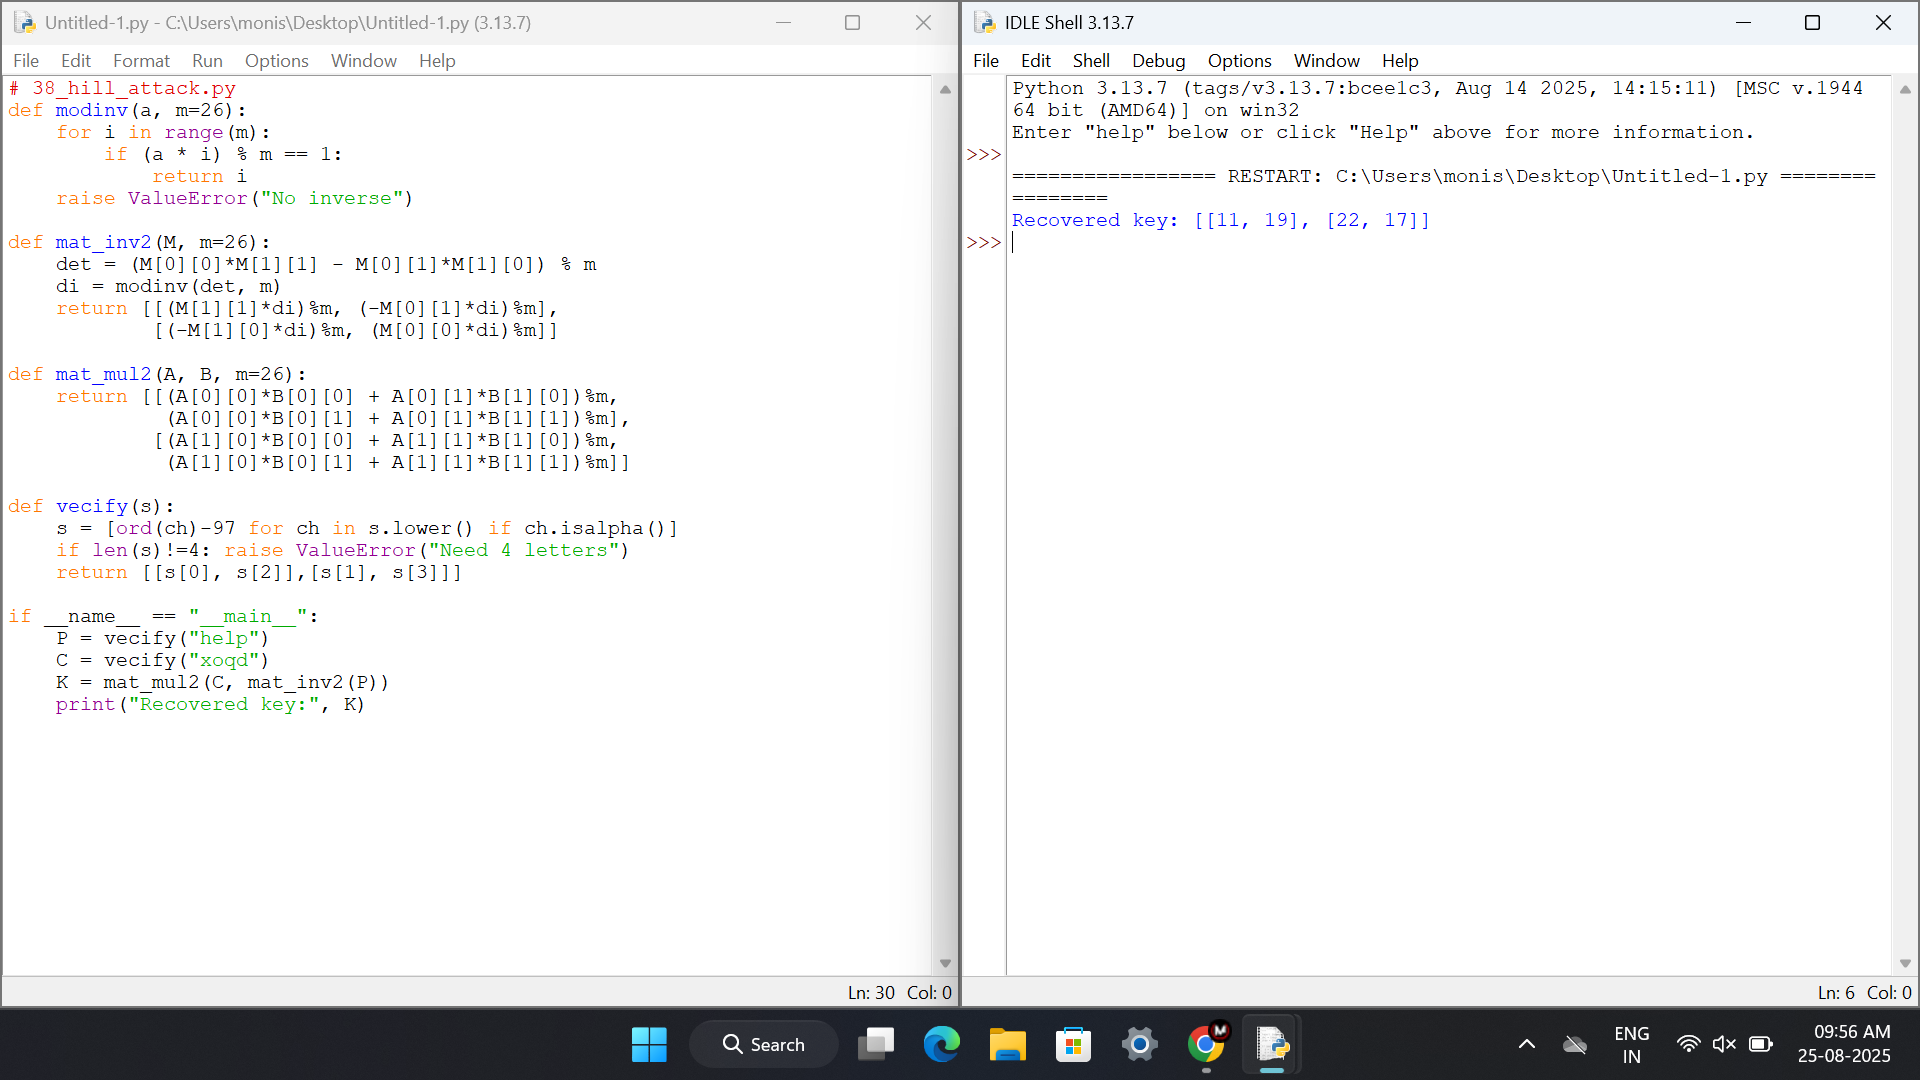 Untitled-1.py - C:\Users\monis\Desktop\Untitled-1.py (3.13.7)
File Edit Format Run Options Window Help
# 38_hill_attack.py
def modinv(a, m=26):
    for i in range(m):
        if (a * i) % m == 1:
            return i
    raise ValueError("No inverse")

def mat_inv2(M, m=26):
    det = (M[0][0]*M[1][1] - M[0][1]*M[1][0]) % m
    di = modinv(det, m)
    return [[(M[1][1]*di)%m, (-M[0][1]*di)%m],
            [(-M[1][0]*di)%m, (M[0][0]*di)%m]]

def mat_mul2(A, B, m=26):
    return [[(A[0][0]*B[0][0] + A[0][1]*B[1][0])%m,
             (A[0][0]*B[0][1] + A[0][1]*B[1][1])%m],
            [(A[1][0]*B[0][0] + A[1][1]*B[1][0])%m,
             (A[1][0]*B[0][1] + A[1][1]*B[1][1])%m]]

def vecify(s):
    s = [ord(ch)-97 for ch in s.lower() if ch.isalpha()]
    if len(s)!=4: raise ValueError("Need 4 letters")
    return [[s[0], s[2]],[s[1], s[3]]]

if __name__ == "__main__":
    P = vecify("help")
    C = vecify("xoqd")
    K = mat_mul2(C, mat_inv2(P))
    print("Recovered key:", K)
Ln: 30 Col: 0
IDLE Shell 3.13.7
File Edit Shell Debug Options Window Help
Python 3.13.7 (tags/v3.13.7:bcee1c3, Aug 14 2025, 14:15:11) [MSC v.1944
64 bit (AMD64)] on win32
Enter "help" below or click "Help" above for more information.
>>>
================= RESTART: C:\Users\monis\Desktop\Untitled-1.py ========
========
Recovered key: [[11, 19], [22, 17]]
>>>
Ln: 6 Col: 0
Search
M
ENG
IN
09:56 AM
25-08-2025